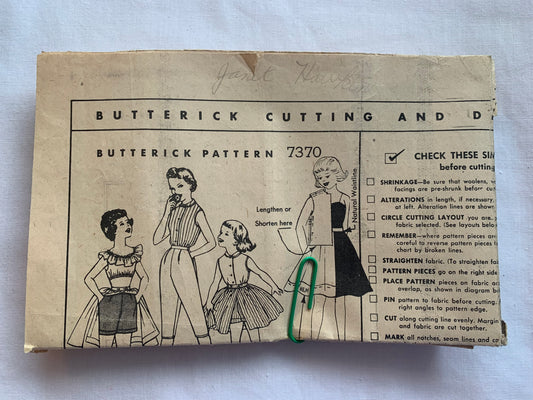 Janet
BUTTERICK CUTTING AND D
BUTTERICK PATTERN 7370
Lengthen or
Shorten here
Natural Waistline
CHECK THESE SIM
before cutting
SHRINKAGE—Be sure that woolens, w
facings are pre-shrunk before cut
ALTERATIONS in length, if necessary,
at left. Alteration lines are shown
CIRCLE CUTTING LAYOUT you are
fabric selected. (See layouts belo
REMEMBER—where pattern pieces are
careful to reverse pattern pieces t
chart by broken lines.
STRAIGHTEN fabric. (To straighten fa
PATTERN PIECES go on the right side
PLACE PATTERN pieces on fabric a
overlap, as shown in diagram b
PIN pattern to fabric before cutting.
right angles to pattern edge.
CUT along cutting line evenly. Margin
and fabric are cut together.
MARK all notches, seam lines and co